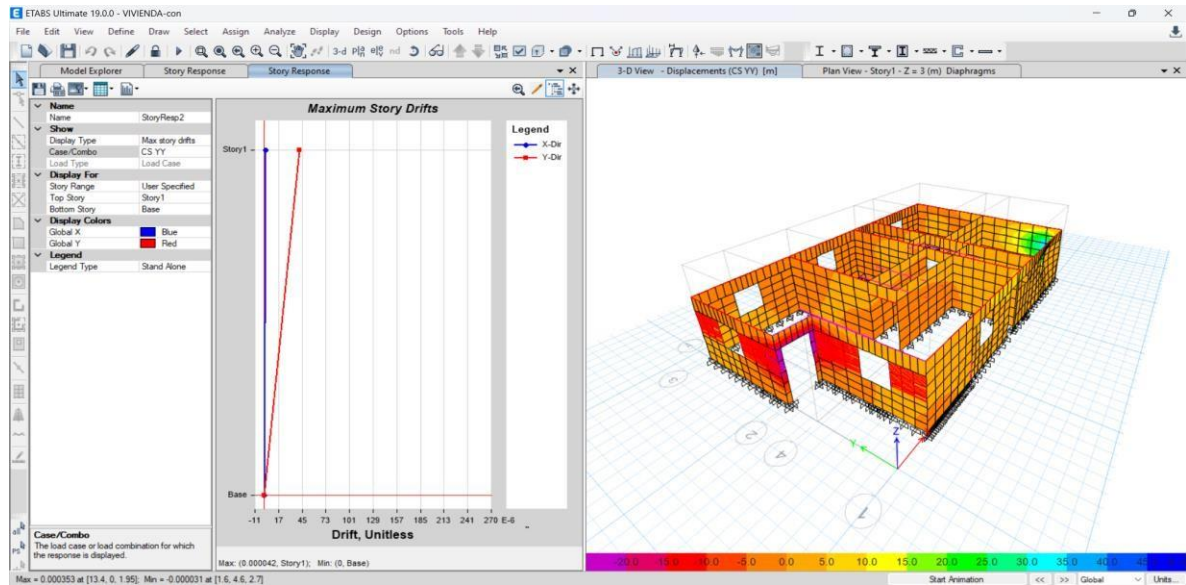 ETABS Ultimate 19.0.0 - VIVIENDA-con
File Edit View Define Draw Select Assign Analyze Display Design Options Tools Help
3-d nd
Model Explorer Story Response Story Response
3-D View - Displacements (CS YY) [m] Plan View - Story1 - Z = 3 (m) Diaphragms
Name
Name StoryResp2
Show
Display Type Max story drifts
Case/Combo CS YY
Load Type Load Case
Display For
Story Range User Specified
Top Story Story1
Bottom Story Base
Display Colors
Global X Blue
Global Y Red
Legend
Legend Type Stand Alone
Case/Combo
The load case or load combination for which
the response is displayed.
Maximum Story Drifts
Story1
Base
-11 17 45 73 101 129 157 185 213 241 270 E-6
Drift, Unitless
Max: (0.000042, Story1); Min: (0, Base)
Legend
X-Dir
Y-Dir
Z
Y
2
4
1
-20.0 -15.0 -10.0 -5.0 0.0 5.0 10.0 15.0 20.0 25.0 30.0 35.0 40.0
Max = 0.000353 at [13.4, 0, 1.95]; Min = -0.000031 at [1.6, 4.6, 2.7]
Start Animation << >> Global Units...